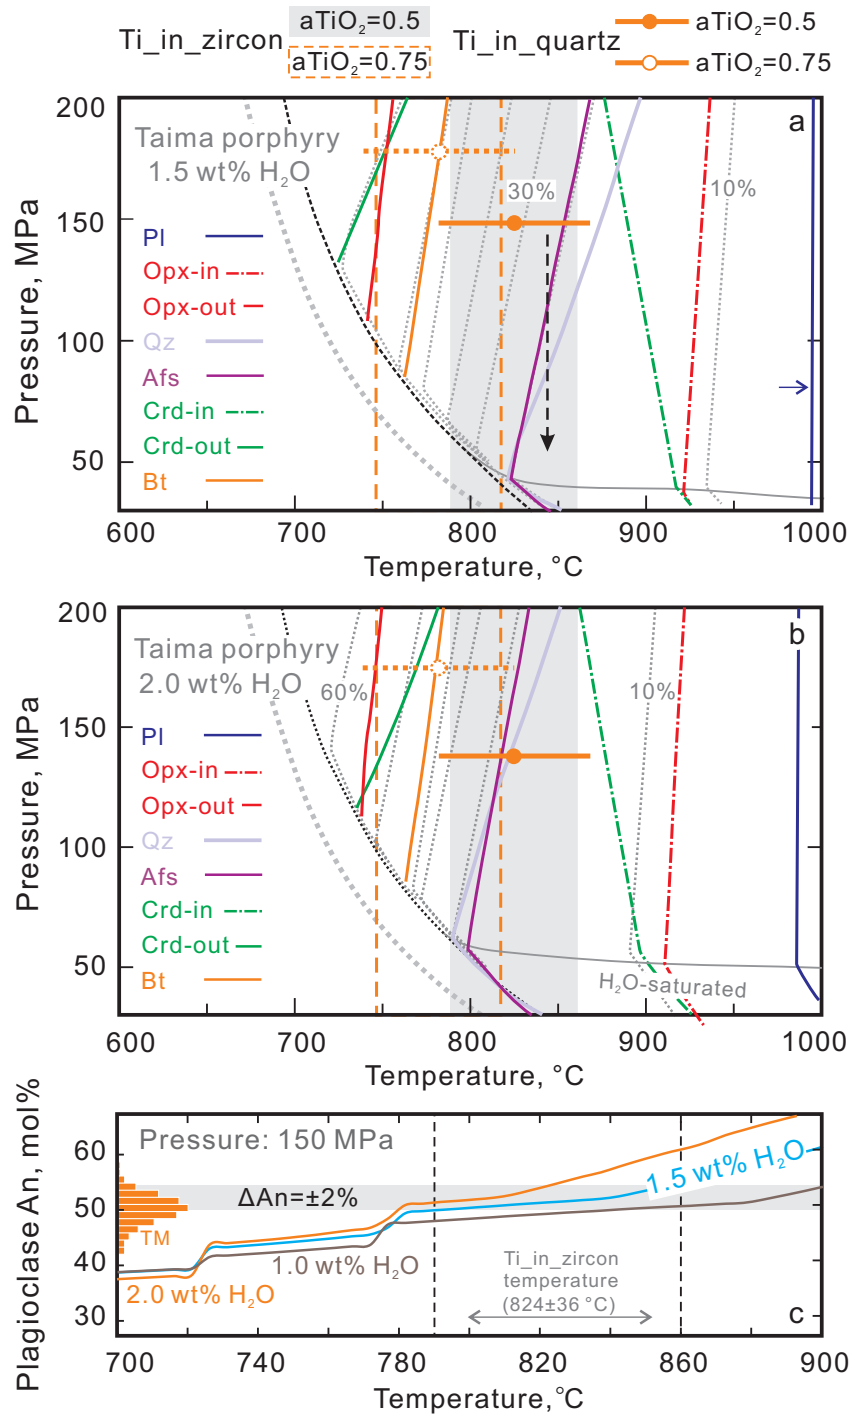 Ti_in_zircon
aTiO₂=0.5
aTiO₂=0.75
Ti_in_quartz
aTiO₂=0.5
aTiO₂=0.75
Pressure, MPa
200
150
100
50
a
Taima porphyry
1.5 wt% H₂O
30%
10%
Pl
Opx-in
Opx-out
Qz
Afs
Crd-in
Crd-out
Bt
600
700
800
900
1000
Temperature, °C
Pressure, MPa
200
150
100
50
b
Taima porphyry
2.0 wt% H₂O
60%
10%
Pl
Opx-in
Opx-out
Qz
Afs
Crd-in
Crd-out
Bt
H₂O-saturated
600
700
800
900
1000
Temperature, °C
Plagioclase An, mol%
60
50
40
30
Pressure: 150 MPa
ΔAn=±2%
1.5 wt% H₂O
TM
1.0 wt% H₂O
2.0 wt% H₂O
Ti_in_zircon
temperature
(824±36 °C)
c
700
740
780
820
860
900
Temperature, °C